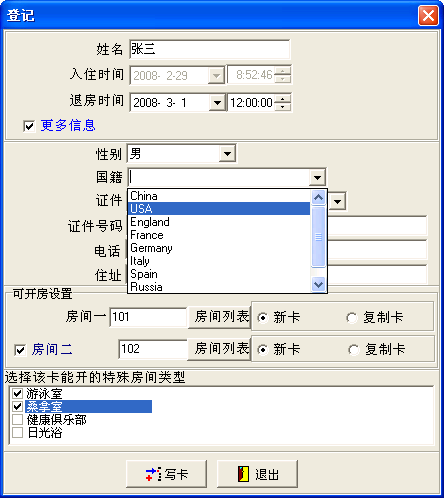 登记
姓名 张三
入住时间 2008- 2-29 8:52:46
退房时间 2008- 3- 1 12:00:00
更多信息
性别 男
国籍
China
证件
USA
England
证件号码
France
电话
Germany
Italy
住址
Spain
Russia
可开房设置
房间一 101 房间列表 新卡 复制卡
房间二 102 房间列表 新卡 复制卡
选择该卡能开的特殊房间类型
游泳室
桑拿室
健康俱乐部
日光浴
写卡 退出